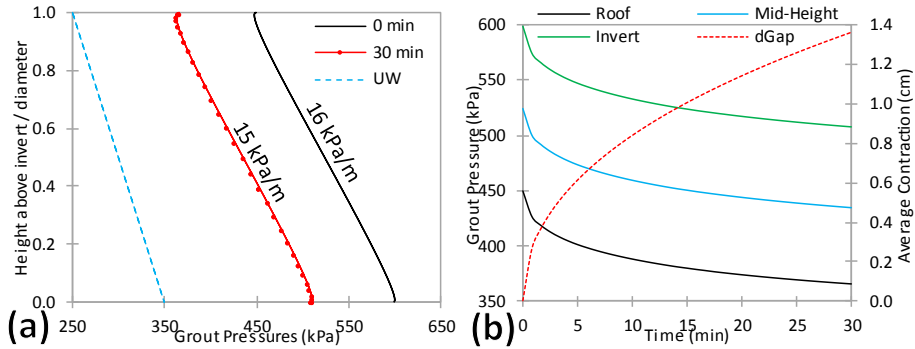 Height above invert / diameter
1.0
0.8
0.6
0.4
0.2
0.0
0 min
30 min
UW
15 kPa/m
16 kPa/m
250
350
450
550
650
Grout Pressures (kPa)
(a)
Roof
Mid-Height
Invert
dGap
Grout Pressure (kPa)
600
550
500
450
400
350
1.4
1.2
1.0
0.8
0.6
0.4
0.2
0.0
Average Contraction (cm)
0
5
10
15
20
25
30
Time (min)
(b)